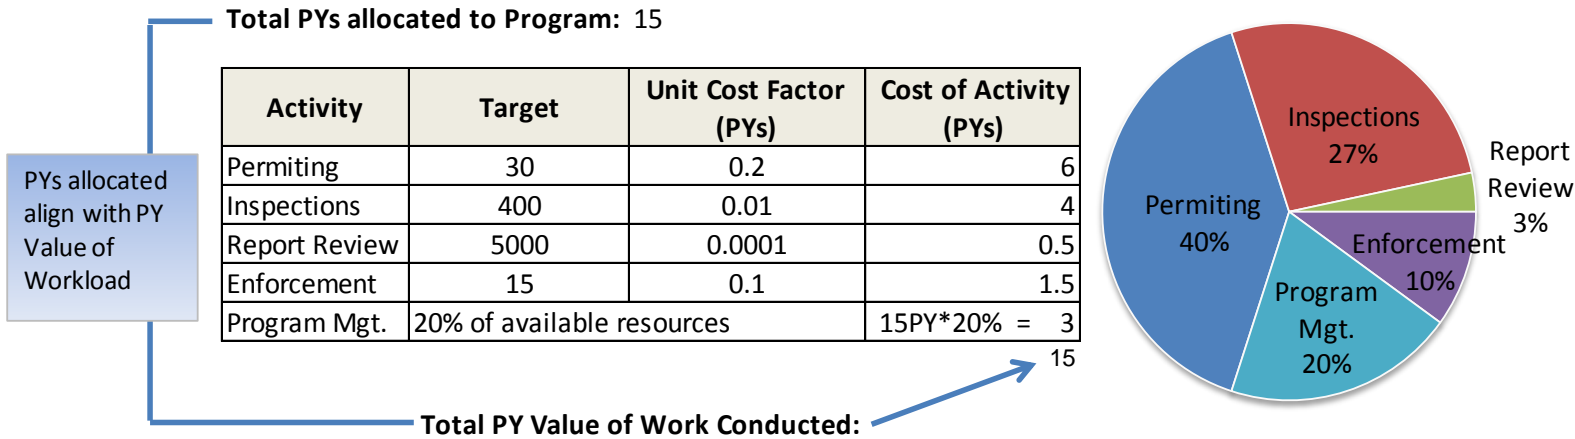 Total PYs allocated to Program: 15
Activity Target Unit Cost Factor (PYs) Cost of Activity (PYs)
Permiting 30 0.2 6
Inspections 400 0.01 4
Report Review 5000 0.0001 0.5
Enforcement 15 0.1 1.5
Program Mgt. 20% of available resources 15PY*20% = 3
15
Total PY Value of Work Conducted:
PYs allocated
align with PY
Value of
Workload
Inspections
27%
Report
Review
3%
Permiting
40%
Enforcement
10%
Program
Mgt.
20%